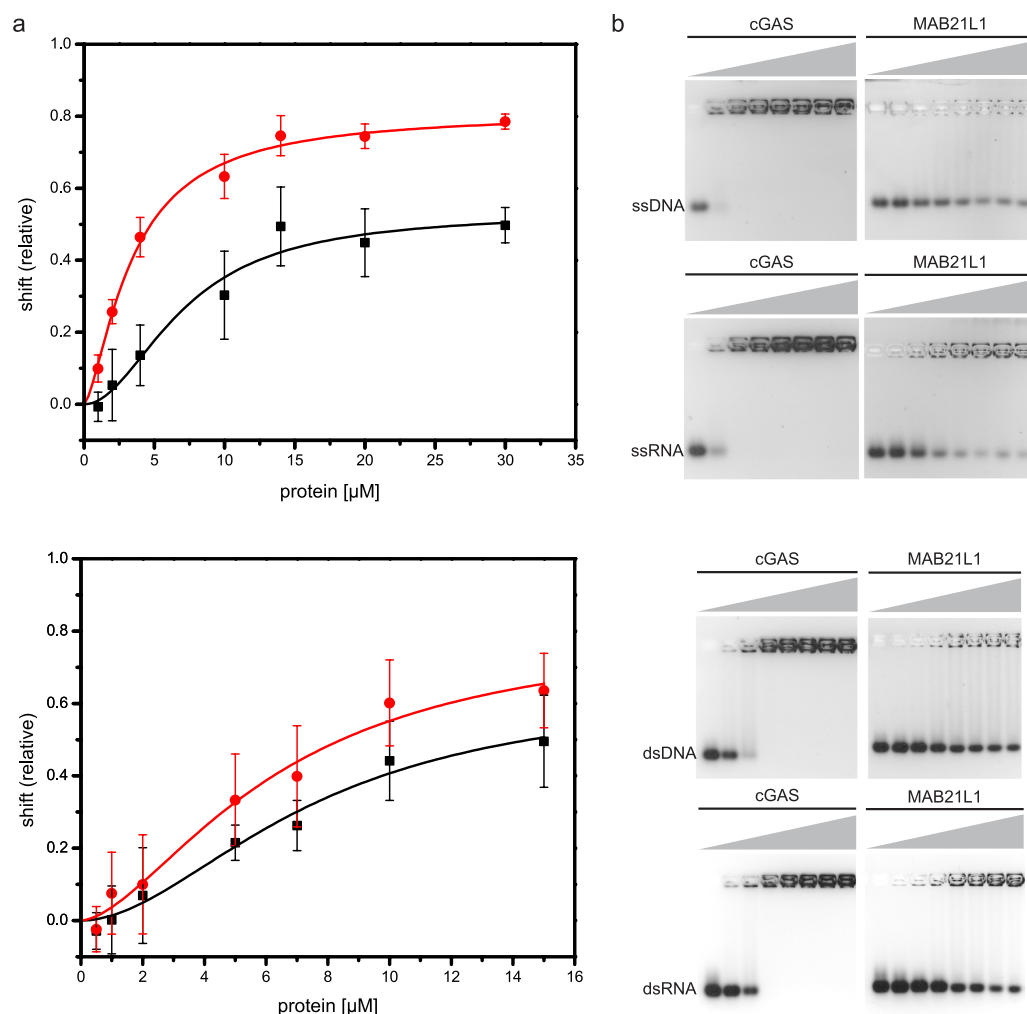 a
1.0
0.8
0.6
0.4
0.2
0.0
shift (relative)
0 5 10 15 20 25 30 35
protein [µM]
1.0
0.8
0.6
0.4
0.2
0.0
shift (relative)
0 2 4 6 8 10 12 14 16
protein [µM]
b
cGAS MAB21L1
ssDNA
cGAS MAB21L1
ssRNA
cGAS MAB21L1
dsDNA
cGAS MAB21L1
dsRNA